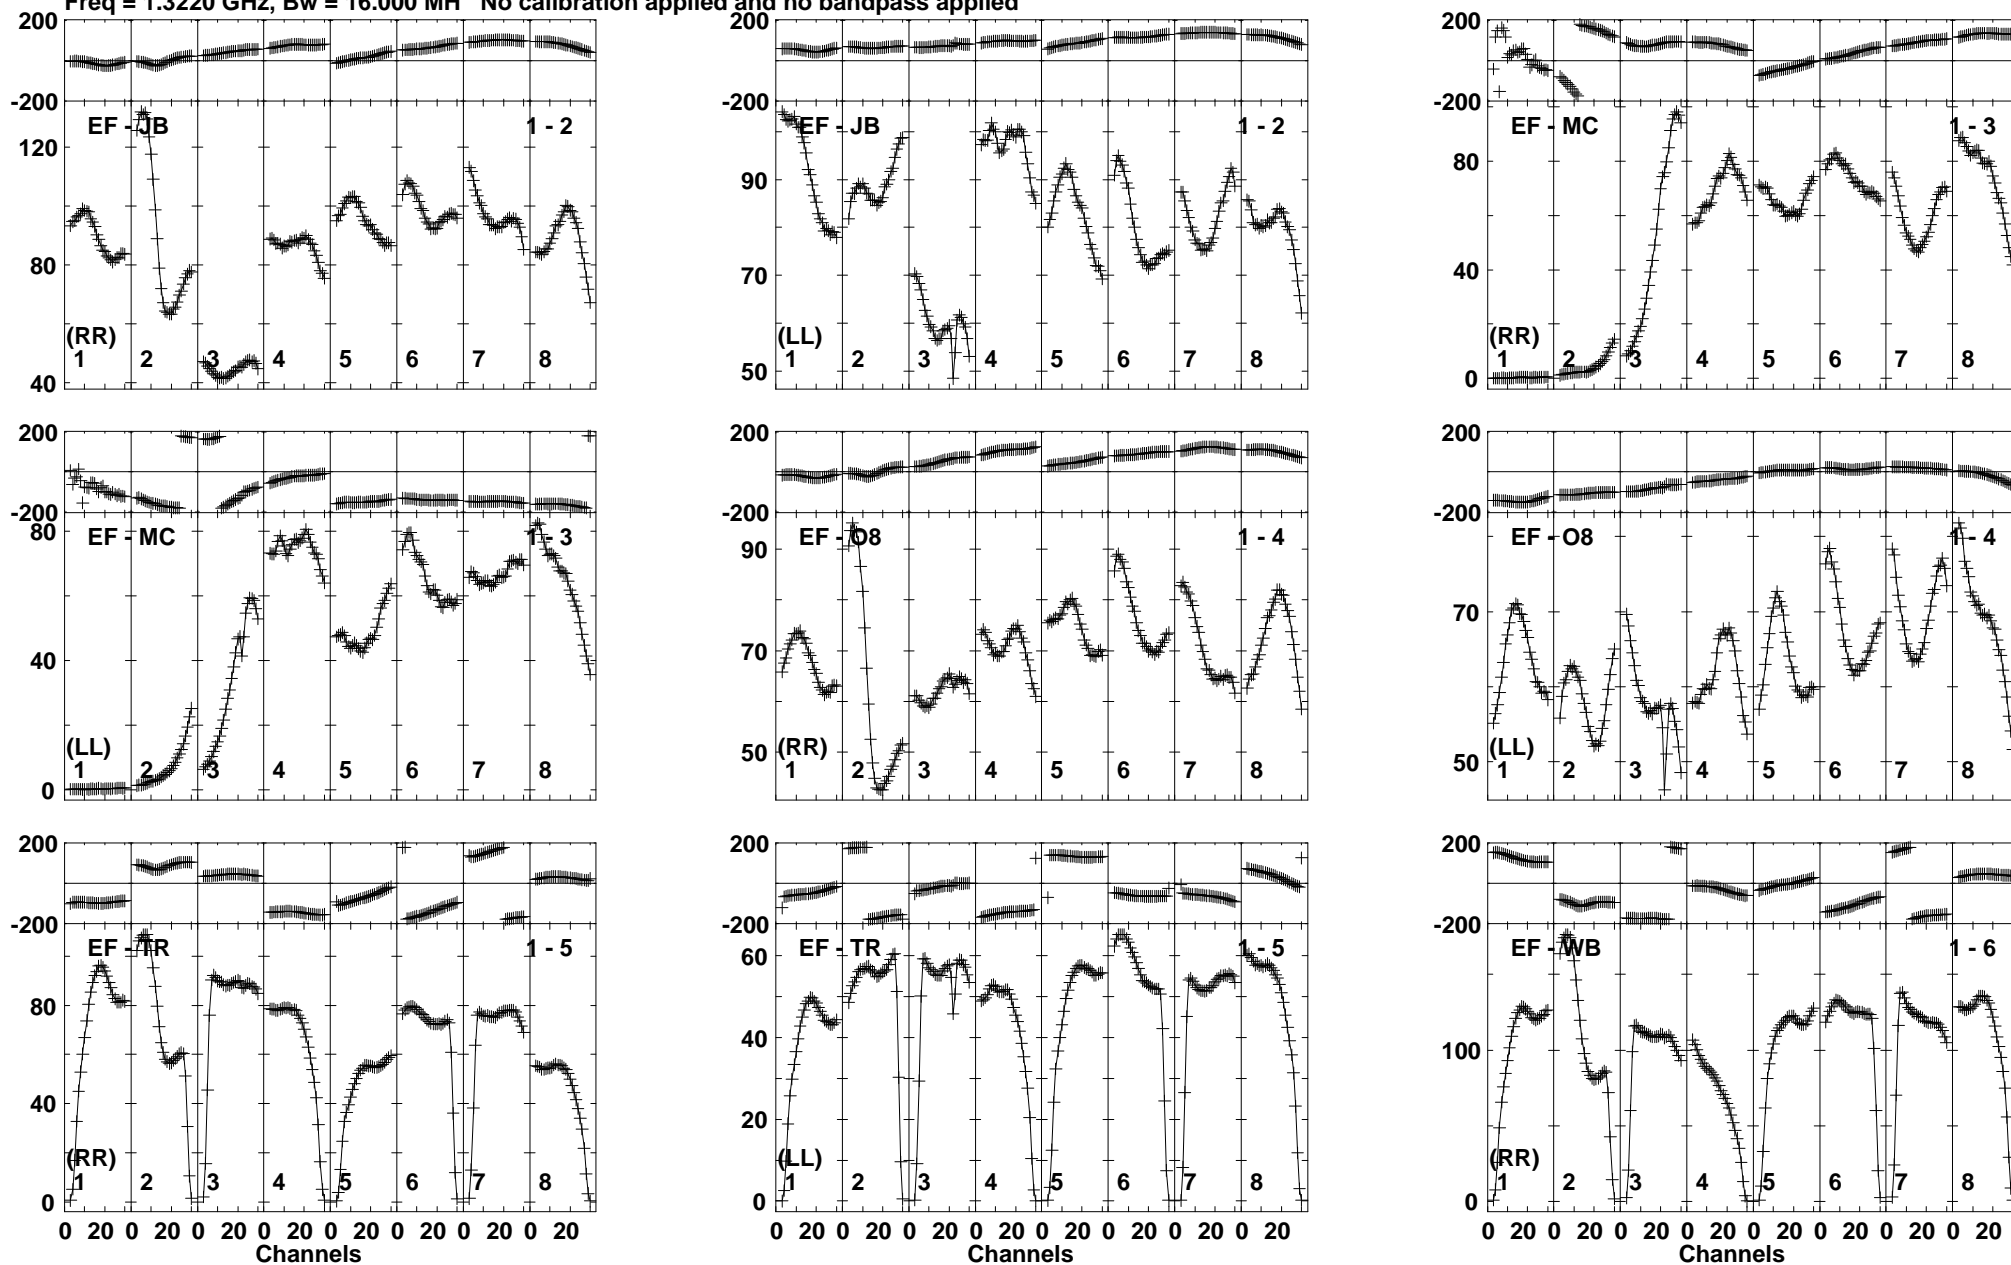 Freq = 1.3220 GHz, Bw = 16.000 MH No calibration applied and no bandpass applied
200
-200
EF - JB 1 - 2
120
80
40
(RR)
1 2 3 4 5 6 7 8
200
-200
EF - JB 1 - 2
90
70
50
(LL)
1 2 3 4 5 6 7 8
200
-200
EF - MC 1 - 3
80
40
0
(RR)
1 2 3 4 5 6 7 8
200
-200
EF - MC 1 - 3
80
40
0
(LL)
1 2 3 4 5 6 7 8
200
-200
EF - O8 1 - 4
90
70
50
(RR)
1 2 3 4 5 6 7 8
200
-200
EF - O8 1 - 4
70
50
(LL)
1 2 3 4 5 6 7 8
200
-200
EF - TR 1 - 5
80
40
0
(RR)
1 2 3 4 5 6 7 8
0 20 0 20 0 20 0 20 0 20 0 20 0 20 0 20
Channels
200
-200
EF - TR 1 - 5
60
40
20
0
(LL)
1 2 3 4 5 6 7 8
0 20 0 20 0 20 0 20 0 20 0 20 0 20 0 20
Channels
200
-200
EF - WB 1 - 6
100
0
(RR)
1 2 3 4 5 6 7 8
0 20 0 20 0 20 0 20 0 20 0 20 0 20 0 20
Channels